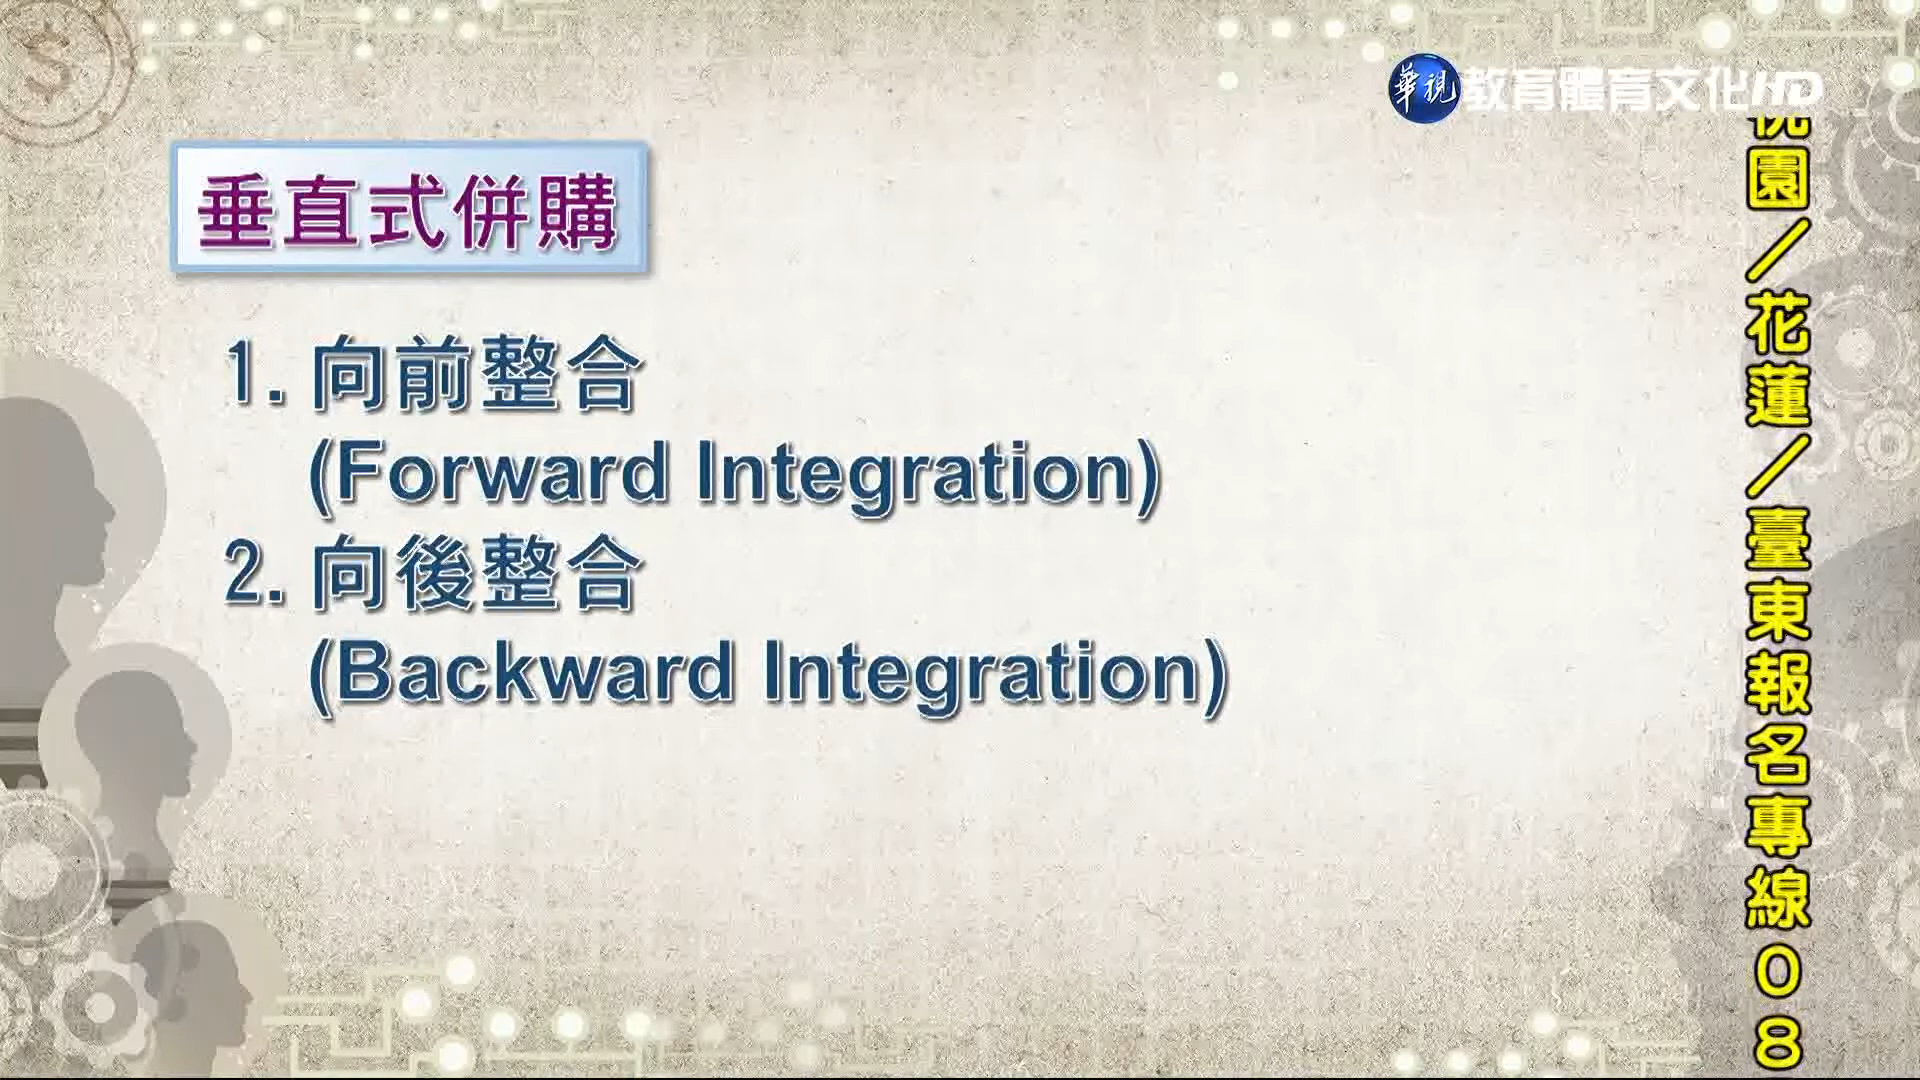 華視 教育體育文化HD
垂直式併購
1. 向前整合
(Forward Integration)
2. 向後整合
(Backward Integration)
園／花蓮／臺東報名專線０８